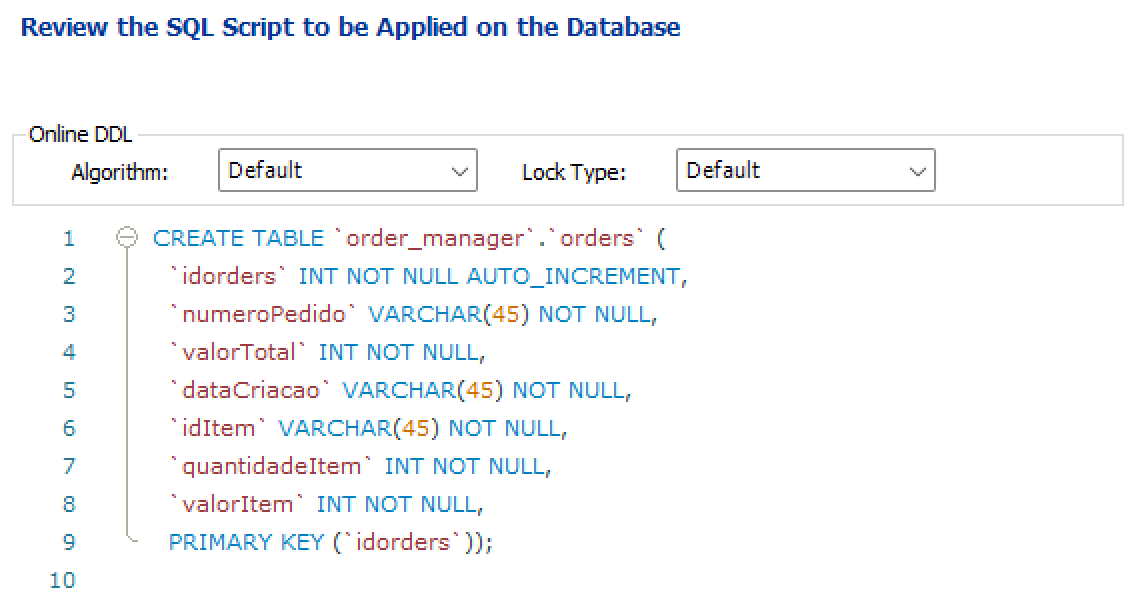 Review the SQL Script to be Applied on the Database
Online DDL
Algorithm: Default Lock Type: Default
1 CREATE TABLE `order_manager`.`orders` (
2 `idorders` INT NOT NULL AUTO_INCREMENT,
3 `numeroPedido` VARCHAR(45) NOT NULL,
4 `valorTotal` INT NOT NULL,
5 `dataCriacao` VARCHAR(45) NOT NULL,
6 `idItem` VARCHAR(45) NOT NULL,
7 `quantidadeItem` INT NOT NULL,
8 `valorItem` INT NOT NULL,
9 PRIMARY KEY (`idorders`));
10